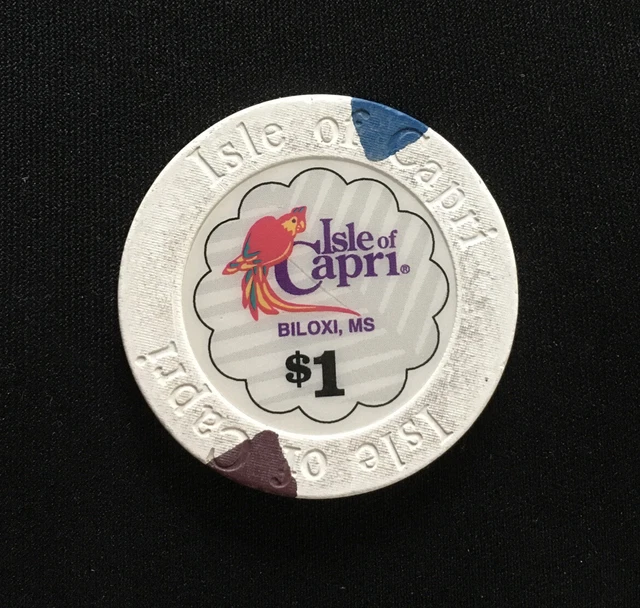 Isle of Capri
Isle of
Capri®
BILOXI, MS
$1
Isle of Capri